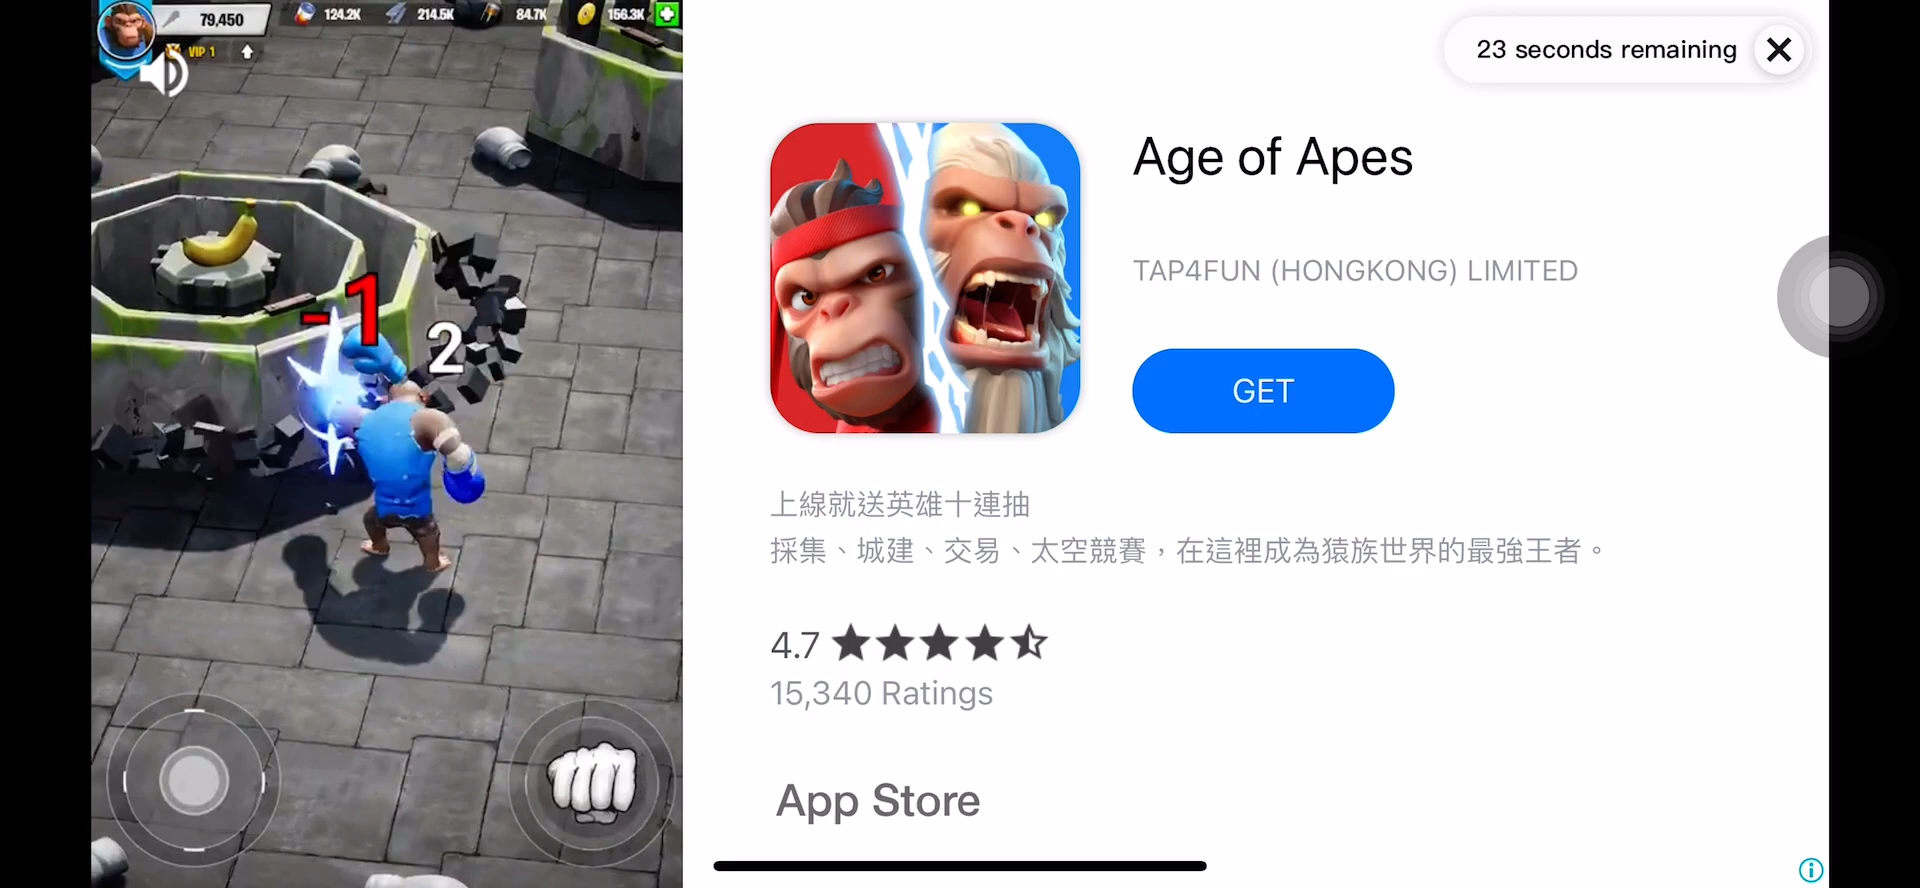 79,450
124.2K
214.5K
84.7K
156.3K
VIP 1
-1
2
23 seconds remaining
Age of Apes
TAP4FUN (HONGKONG) LIMITED
GET
上線就送英雄十連抽
採集、城建、交易、太空競賽，在這裡成為猿族世界的最強王者。
4.7
15,340 Ratings
App Store